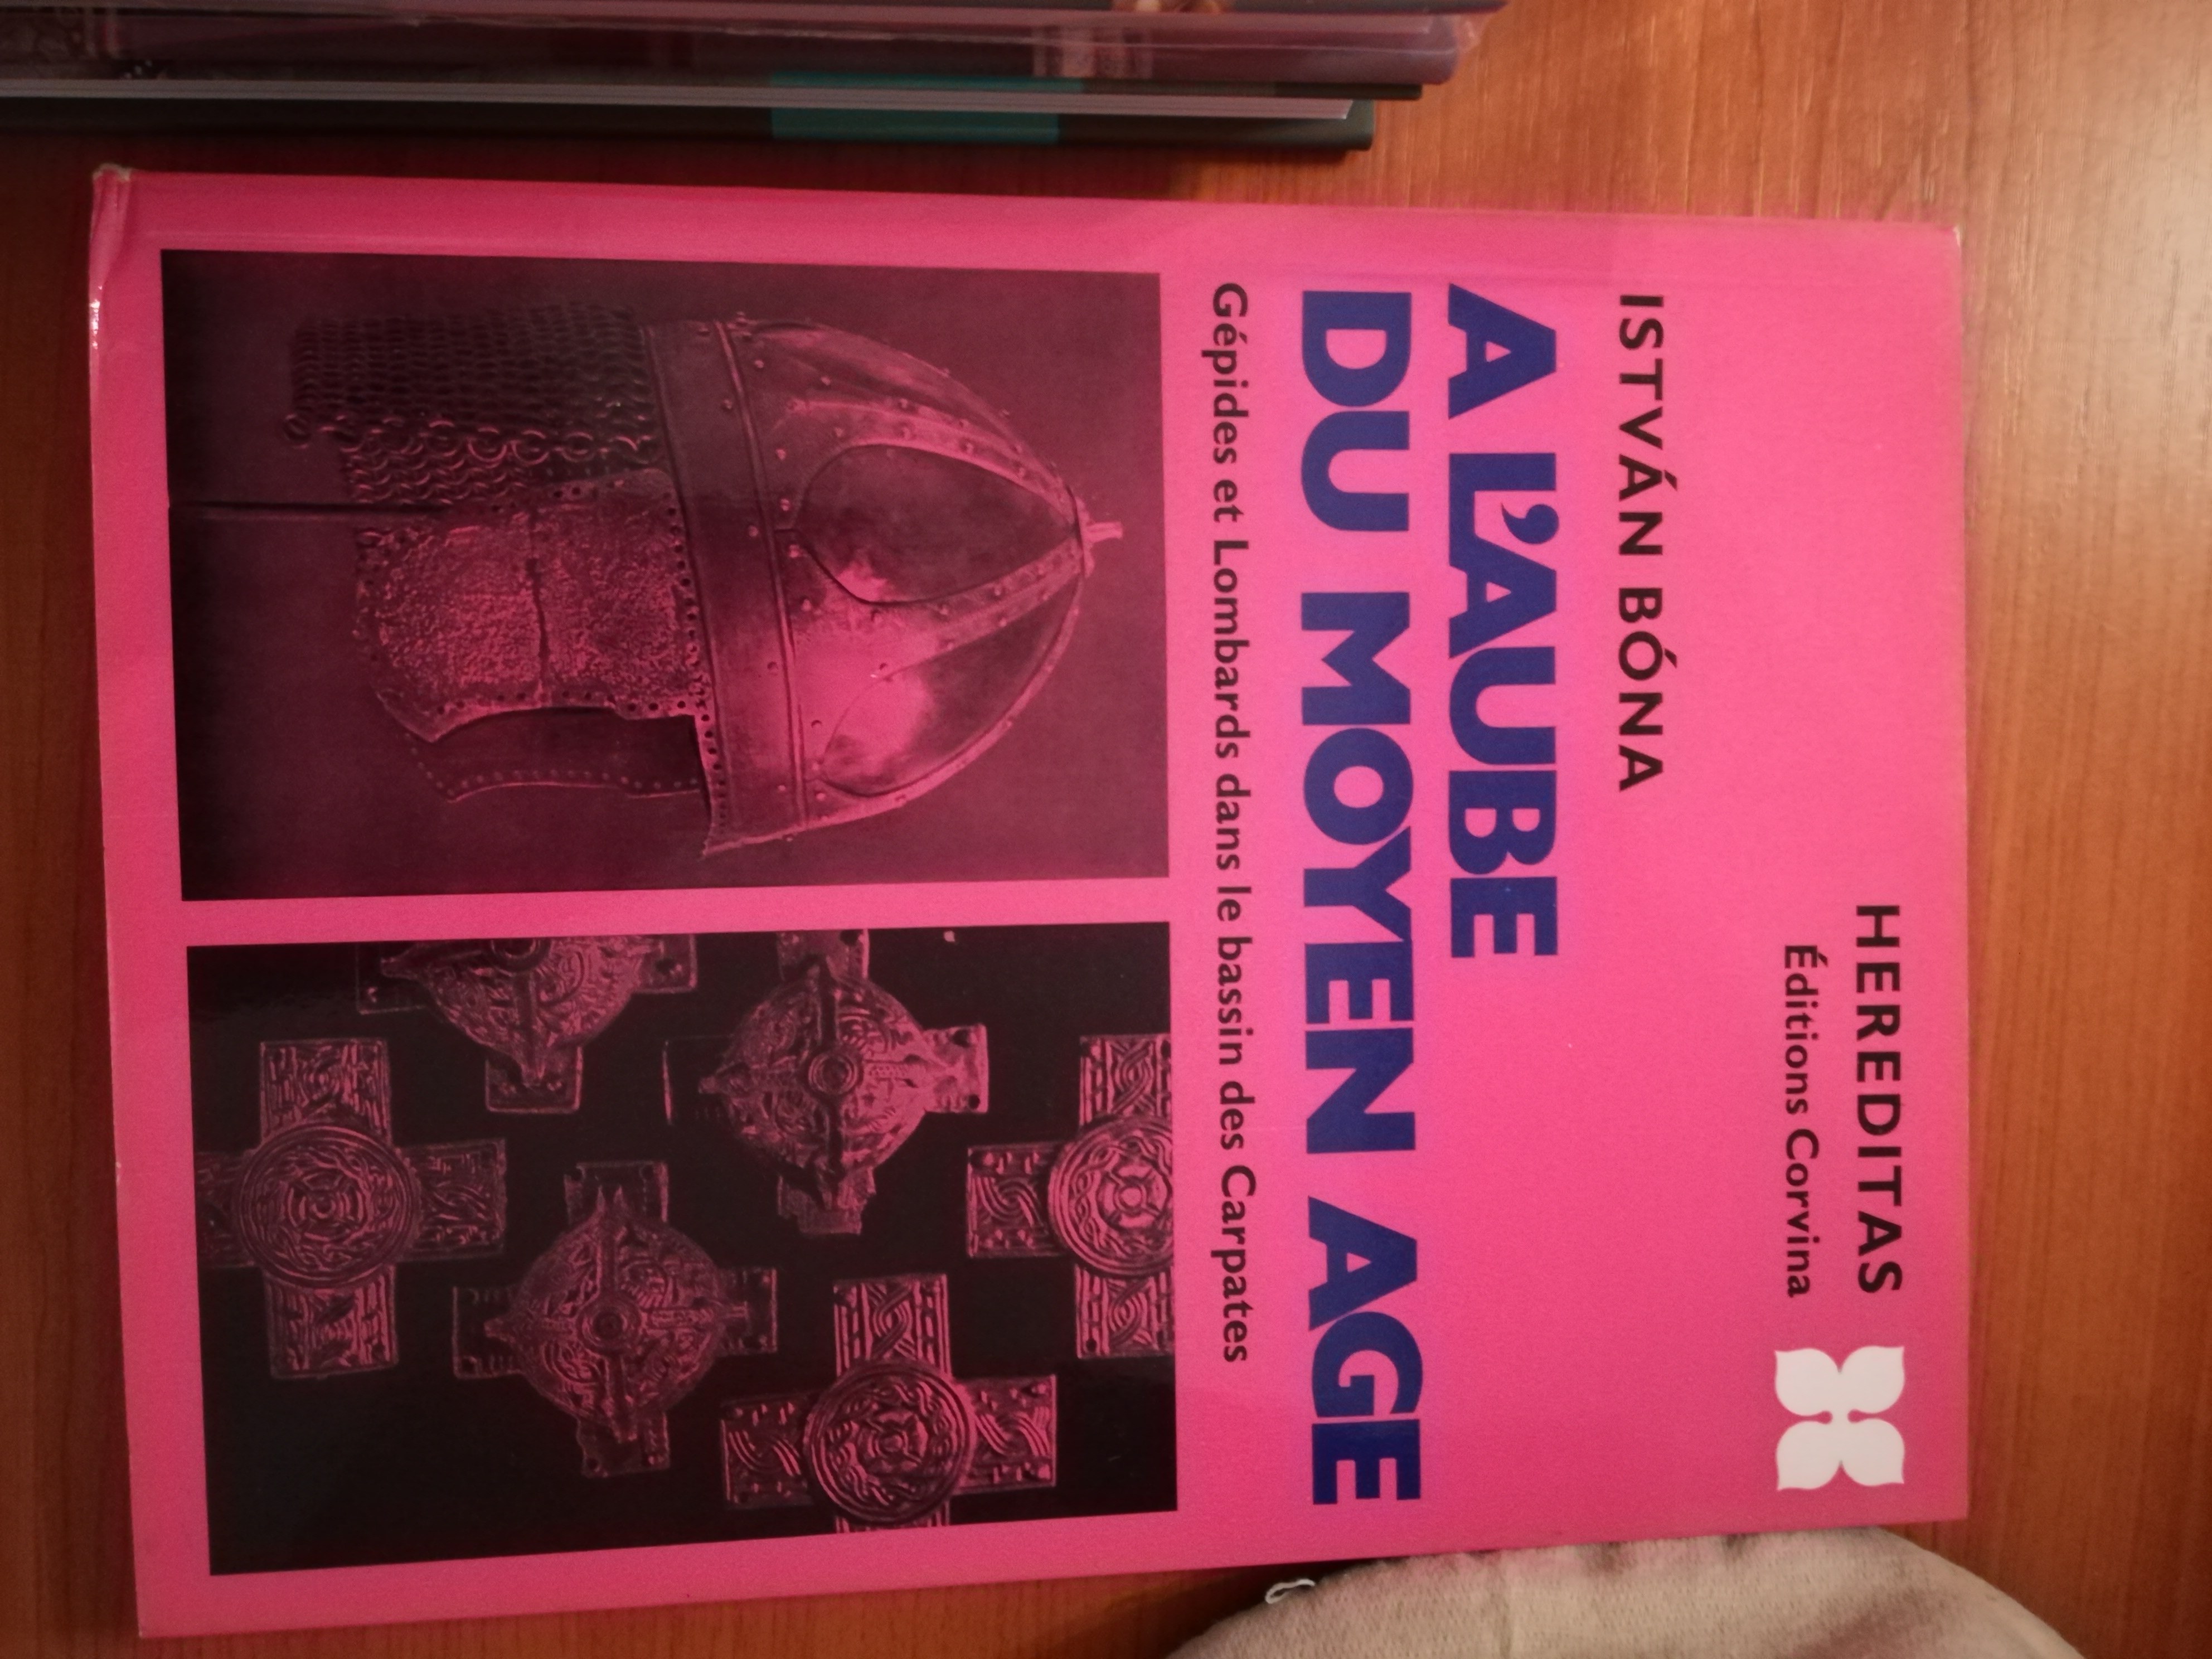 HEREDITAS
Éditions Corvina
ISTVÁN BÓNA
A L'AUBE
DU MOYEN AGE
Gépides et Lombards dans le bassin des Carpates